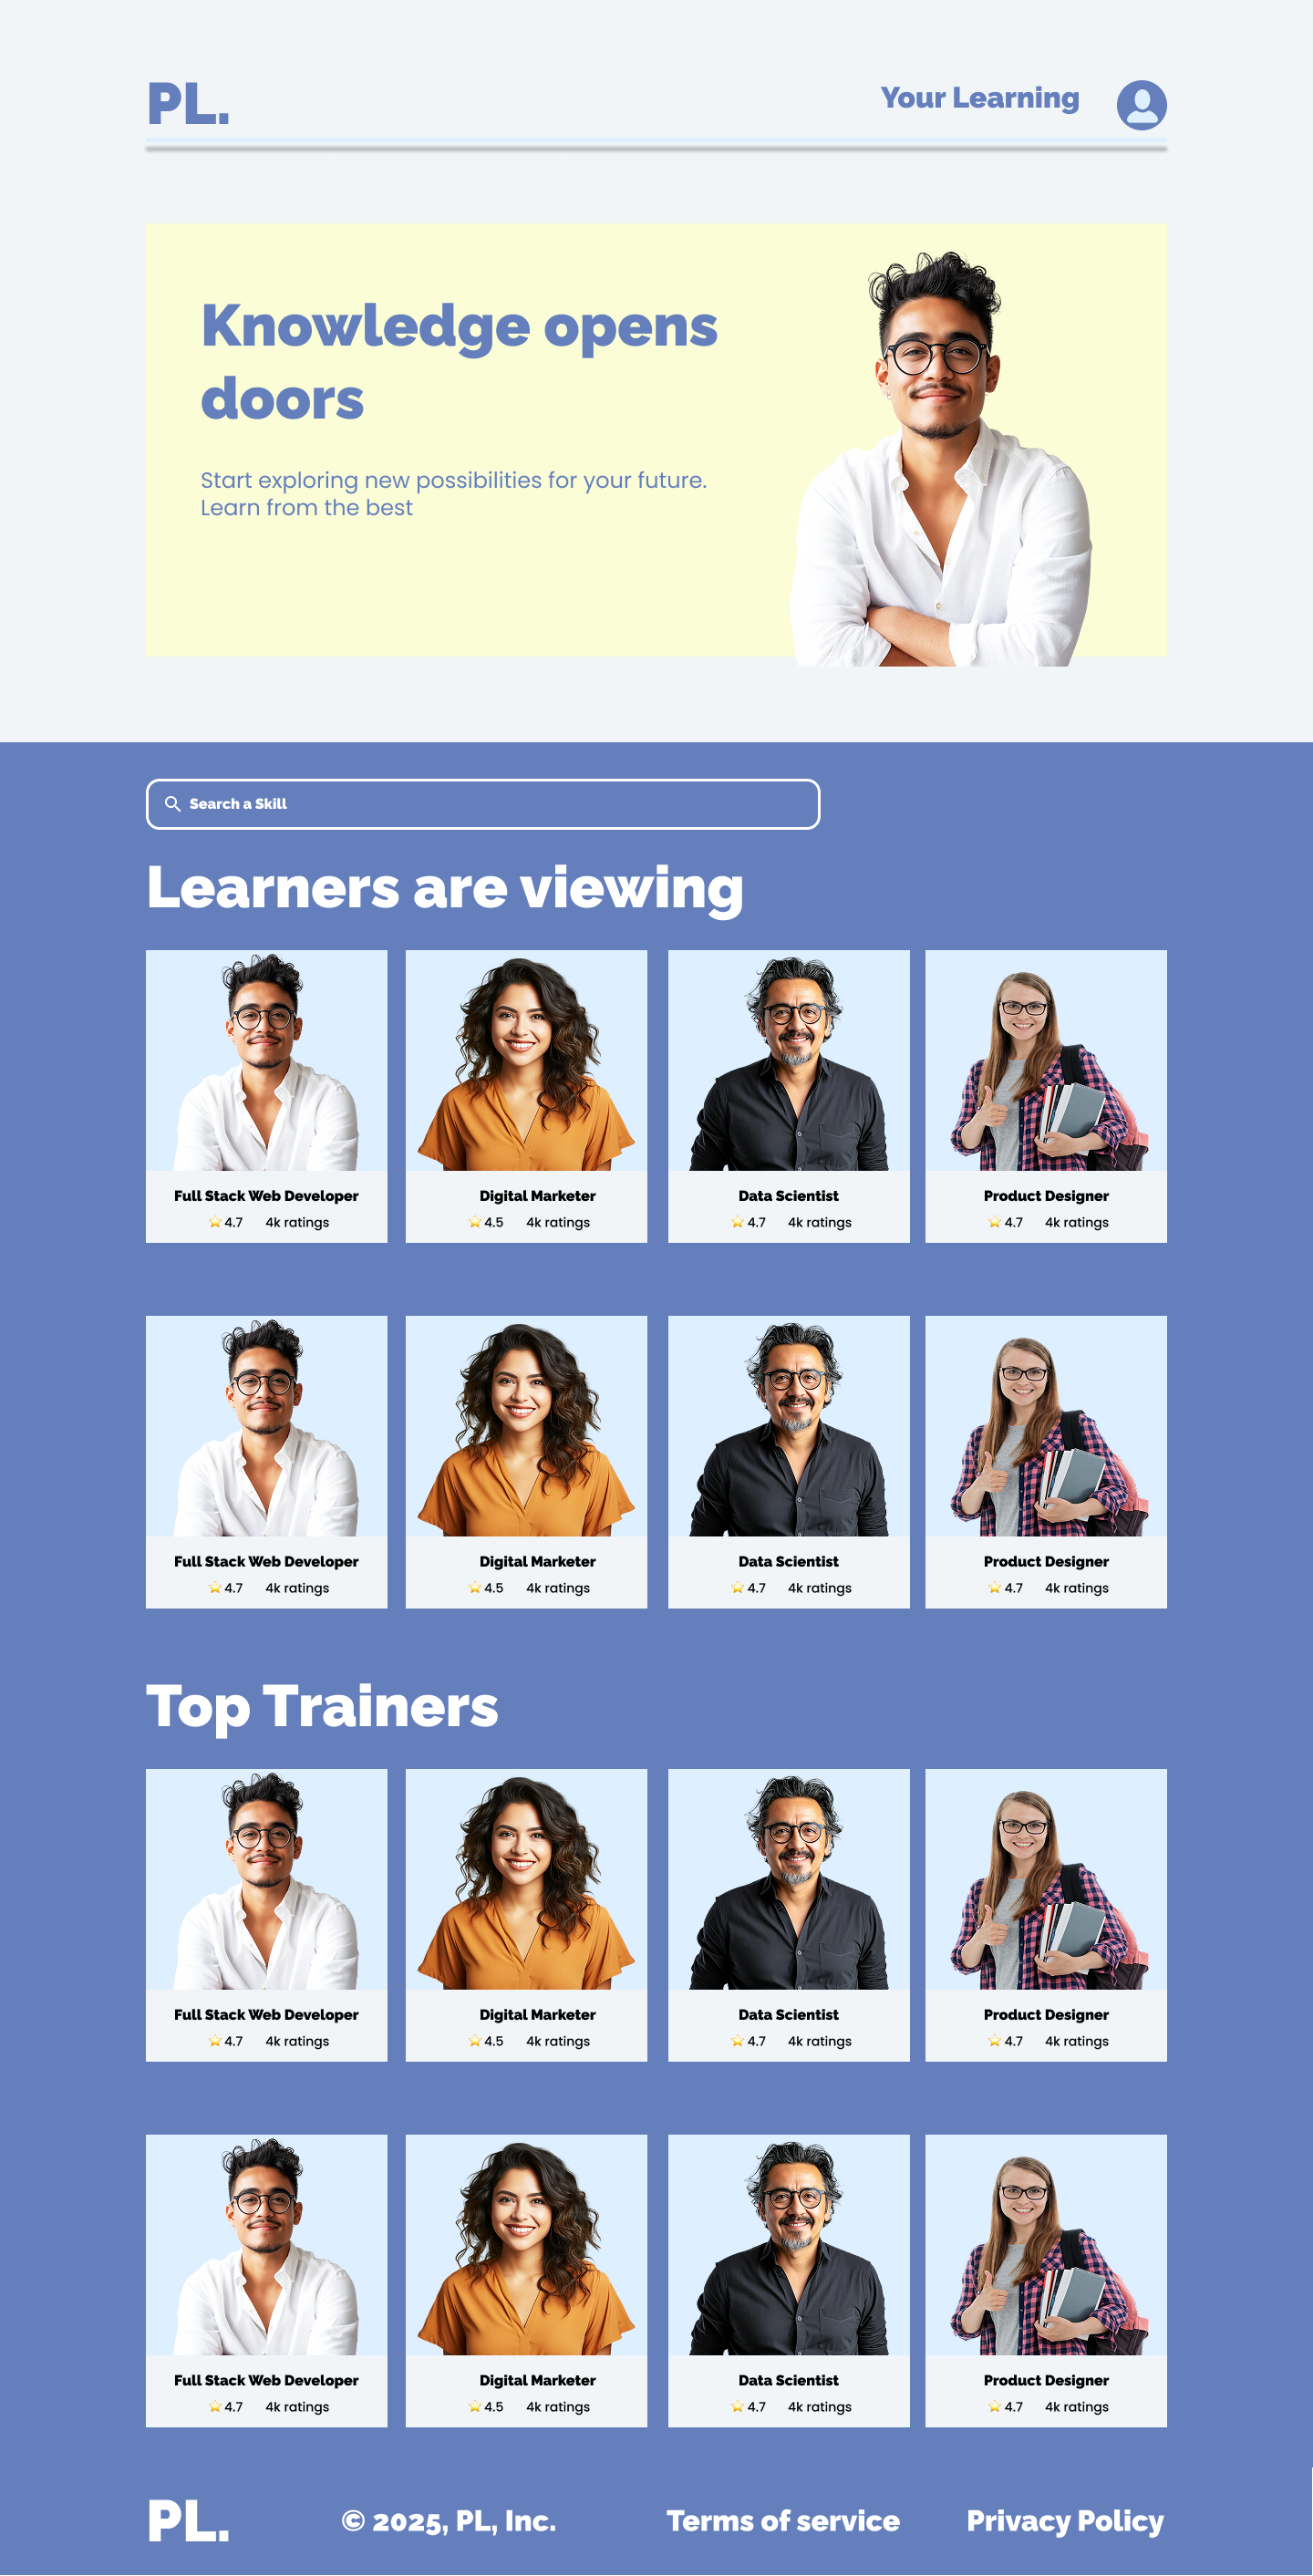 PL.
Your Learning
Knowledge opens
doors
Start exploring new possibilities for your future.
Learn from the best
Search a Skill
Learners are viewing
Full Stack Web Developer
4.7 4k ratings
Digital Marketer
4.5 4k ratings
Data Scientist
4.7 4k ratings
Product Designer
4.7 4k ratings
Full Stack Web Developer
4.7 4k ratings
Digital Marketer
4.5 4k ratings
Data Scientist
4.7 4k ratings
Product Designer
4.7 4k ratings
Top Trainers
Full Stack Web Developer
4.7 4k ratings
Digital Marketer
4.5 4k ratings
Data Scientist
4.7 4k ratings
Product Designer
4.7 4k ratings
Full Stack Web Developer
4.7 4k ratings
Digital Marketer
4.5 4k ratings
Data Scientist
4.7 4k ratings
Product Designer
4.7 4k ratings
PL.
© 2025, PL, Inc.
Terms of service
Privacy Policy